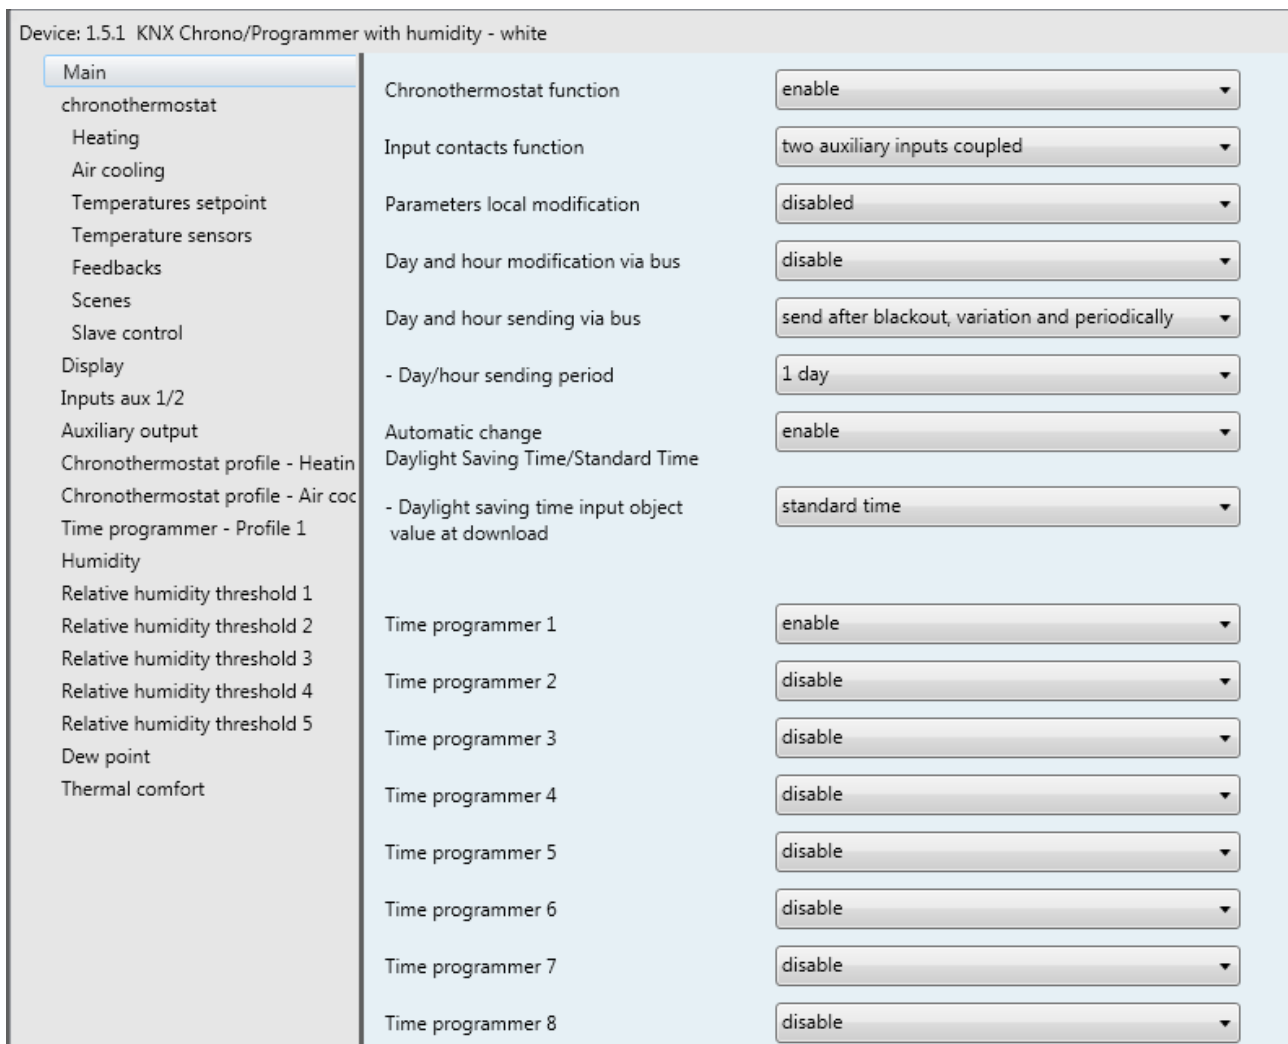 Device: 1.5.1  KNX Chrono/Programmer with humidity - white
Main
chronothermostat
Heating
Air cooling
Temperatures setpoint
Temperature sensors
Feedbacks
Scenes
Slave control
Display
Inputs aux 1/2
Auxiliary output
Chronothermostat profile - Heatin
Chronothermostat profile - Air coc
Time programmer - Profile 1
Humidity
Relative humidity threshold 1
Relative humidity threshold 2
Relative humidity threshold 3
Relative humidity threshold 4
Relative humidity threshold 5
Dew point
Thermal comfort
Chronothermostat function enable
Input contacts function two auxiliary inputs coupled
Parameters local modification disabled
Day and hour modification via bus disable
Day and hour sending via bus send after blackout, variation and periodically
- Day/hour sending period 1 day
Automatic change enable
Daylight Saving Time/Standard Time
- Daylight saving time input object standard time
value at download
Time programmer 1 enable
Time programmer 2 disable
Time programmer 3 disable
Time programmer 4 disable
Time programmer 5 disable
Time programmer 6 disable
Time programmer 7 disable
Time programmer 8 disable